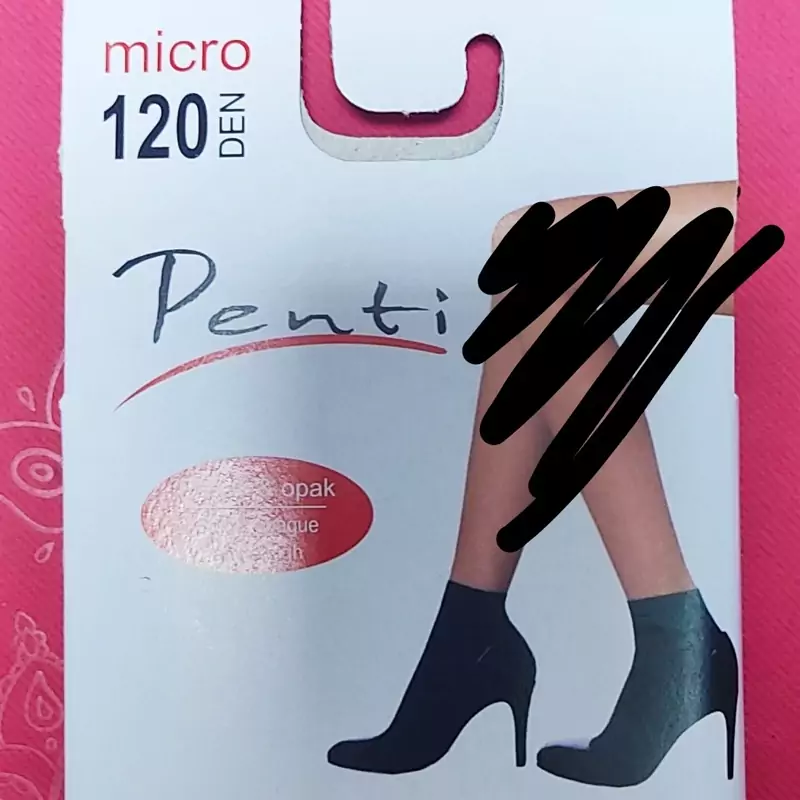 micro
120 DEN
Penti
opak